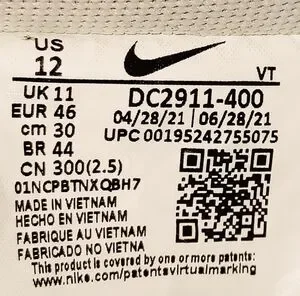 US
12
VT
UK 11
EUR 46
cm 30
BR 44
CN 300(2.5)
01NCPBTNXQBH7
DC2911-400
04/28/21 | 06/28/21
UPC 00195242755075
MADE IN VIETNAM
HECHO EN VIETNAM
FABRIQUE AU VIETNAM
FABRICADO NO VIETNAM
This product is covered by one or more patents:
www.nike.com/patentsvirtualmarking